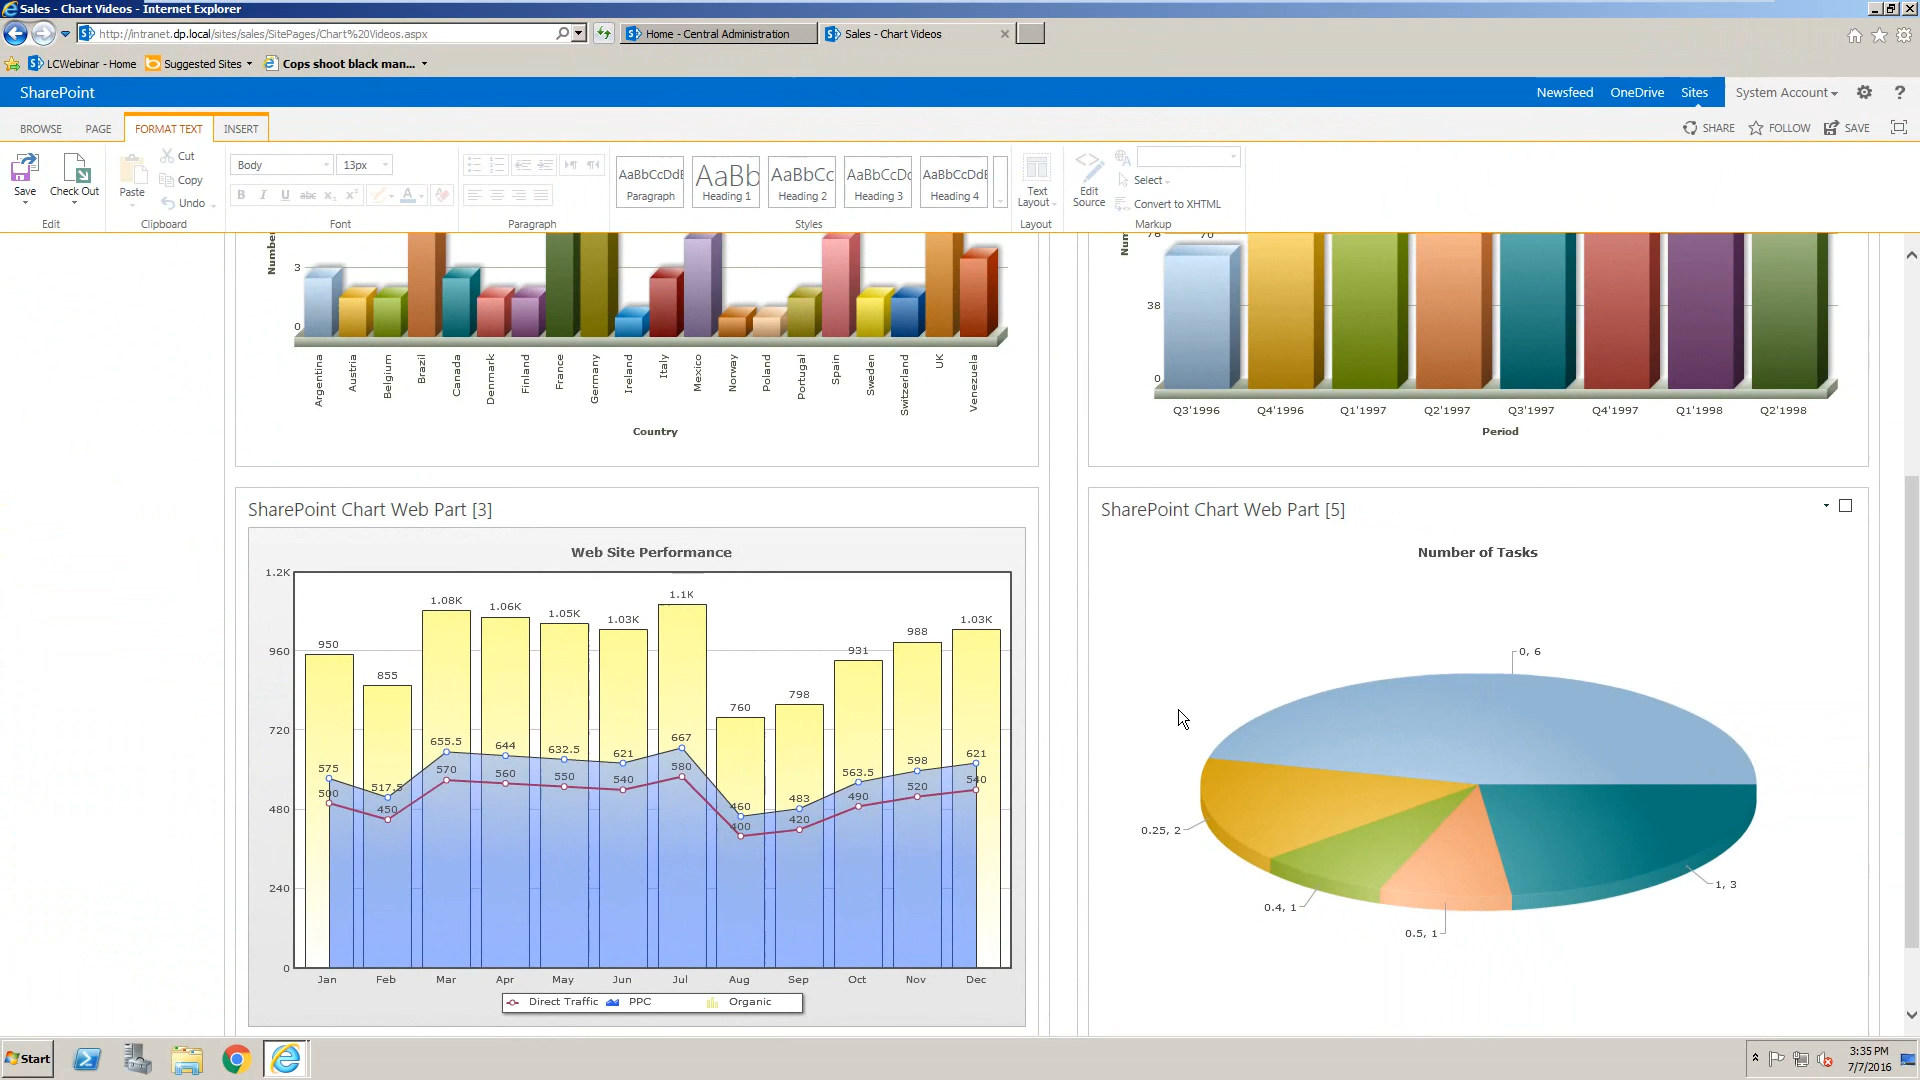 Sales - Chart Videos - Internet Explorer
http://intranet.dp.local/sites/sales/SitePages/Chart%20Videos.aspx
Home - Central Administration
Sales - Chart Videos
LCWebinar - Home
Suggested Sites
Cops shoot black man...
SharePoint
Newsfeed
OneDrive
Sites
System Account
?
BROWSE
PAGE
FORMAT TEXT
INSERT
SHARE
FOLLOW
SAVE
Save
Check Out
Edit
Paste
Cut
Copy
Undo
Clipboard
Body
13px
B I U abc x₂ x²
A
Font
Paragraph
AaBbCcDdE
Paragraph
AaBb
Heading 1
AaBbCc
Heading 2
AaBbCcDc
Heading 3
AaBbCcDdE
Heading 4
Styles
Text
Layout
Layout
Edit
Source
Select
Convert to XHTML
Markup
Number
3
0
Argentina
Austria
Belgium
Brazil
Canada
Denmark
Finland
France
Germany
Ireland
Italy
Mexico
Norway
Poland
Portugal
Spain
Sweden
Switzerland
UK
Venezuela
Country
Num
76
70
38
0
Q3'1996
Q4'1996
Q1'1997
Q2'1997
Q3'1997
Q4'1997
Q1'1998
Q2'1998
Period
SharePoint Chart Web Part [3]
Web Site Performance
1.2K
960
720
480
240
0
950
855
1.08K
1.06K
1.05K
1.03K
1.1K
760
798
931
988
1.03K
575
517.5
655.5
644
632.5
621
667
460
483
563.5
598
621
500
450
570
560
550
540
580
400
420
490
520
540
Jan
Feb
Mar
Apr
May
Jun
Jul
Aug
Sep
Oct
Nov
Dec
Direct Traffic
PPC
Organic
SharePoint Chart Web Part [5]
Number of Tasks
0, 6
0.25, 2
0.4, 1
0.5, 1
1, 3
Start
3:35 PM
7/7/2016